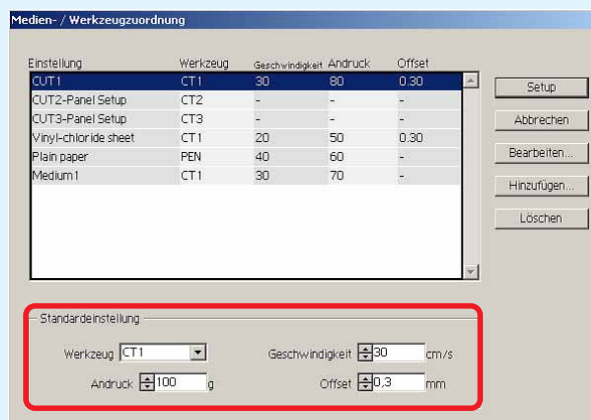 Medien- / Werkzeugzuordnung
Einstellung Werkzeug Geschwindigkeit Andruck Offset
CUT1 CT1 30 80 0.30
CUT2-Panel Setup CT2 - - -
CUT3-Panel Setup CT3 - - -
Vinyl-chloride sheet CT1 20 50 0.30
Plain paper PEN 40 60 -
Medium1 CT1 30 70 -
Setup
Abbrechen
Bearbeiten...
Hinzufügen...
Löschen
Standardeinstellung
Werkzeug CT1 Geschwindigkeit 30 cm/s
Andruck 100 g Offset 0,3 mm